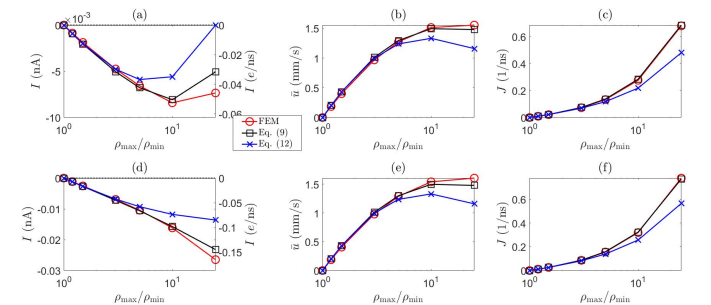 (a) (b) (c)
× 10⁻³
0 -5 -10
I (nA)
0 -0.02 -0.04 -0.06
I (e/ns)
10⁰ 10¹
ρmax/ρmin
FEM
Eq. (9)
Eq. (12)
1.5 1 0.5 0
ū (mm/s)
10⁰ 10¹
ρmax/ρmin
0.6 0.4 0.2 0
J (1/ns)
10⁰ 10¹
ρmax/ρmin
(d) (e) (f)
0 -0.01 -0.02 -0.03
I (nA)
0 -0.05 -0.1 -0.15
I (e/ns)
10⁰ 10¹
ρmax/ρmin
1.5 1 0.5 0
ū (mm/s)
10⁰ 10¹
ρmax/ρmin
0.6 0.4 0.2 0
J (1/ns)
10⁰ 10¹
ρmax/ρmin